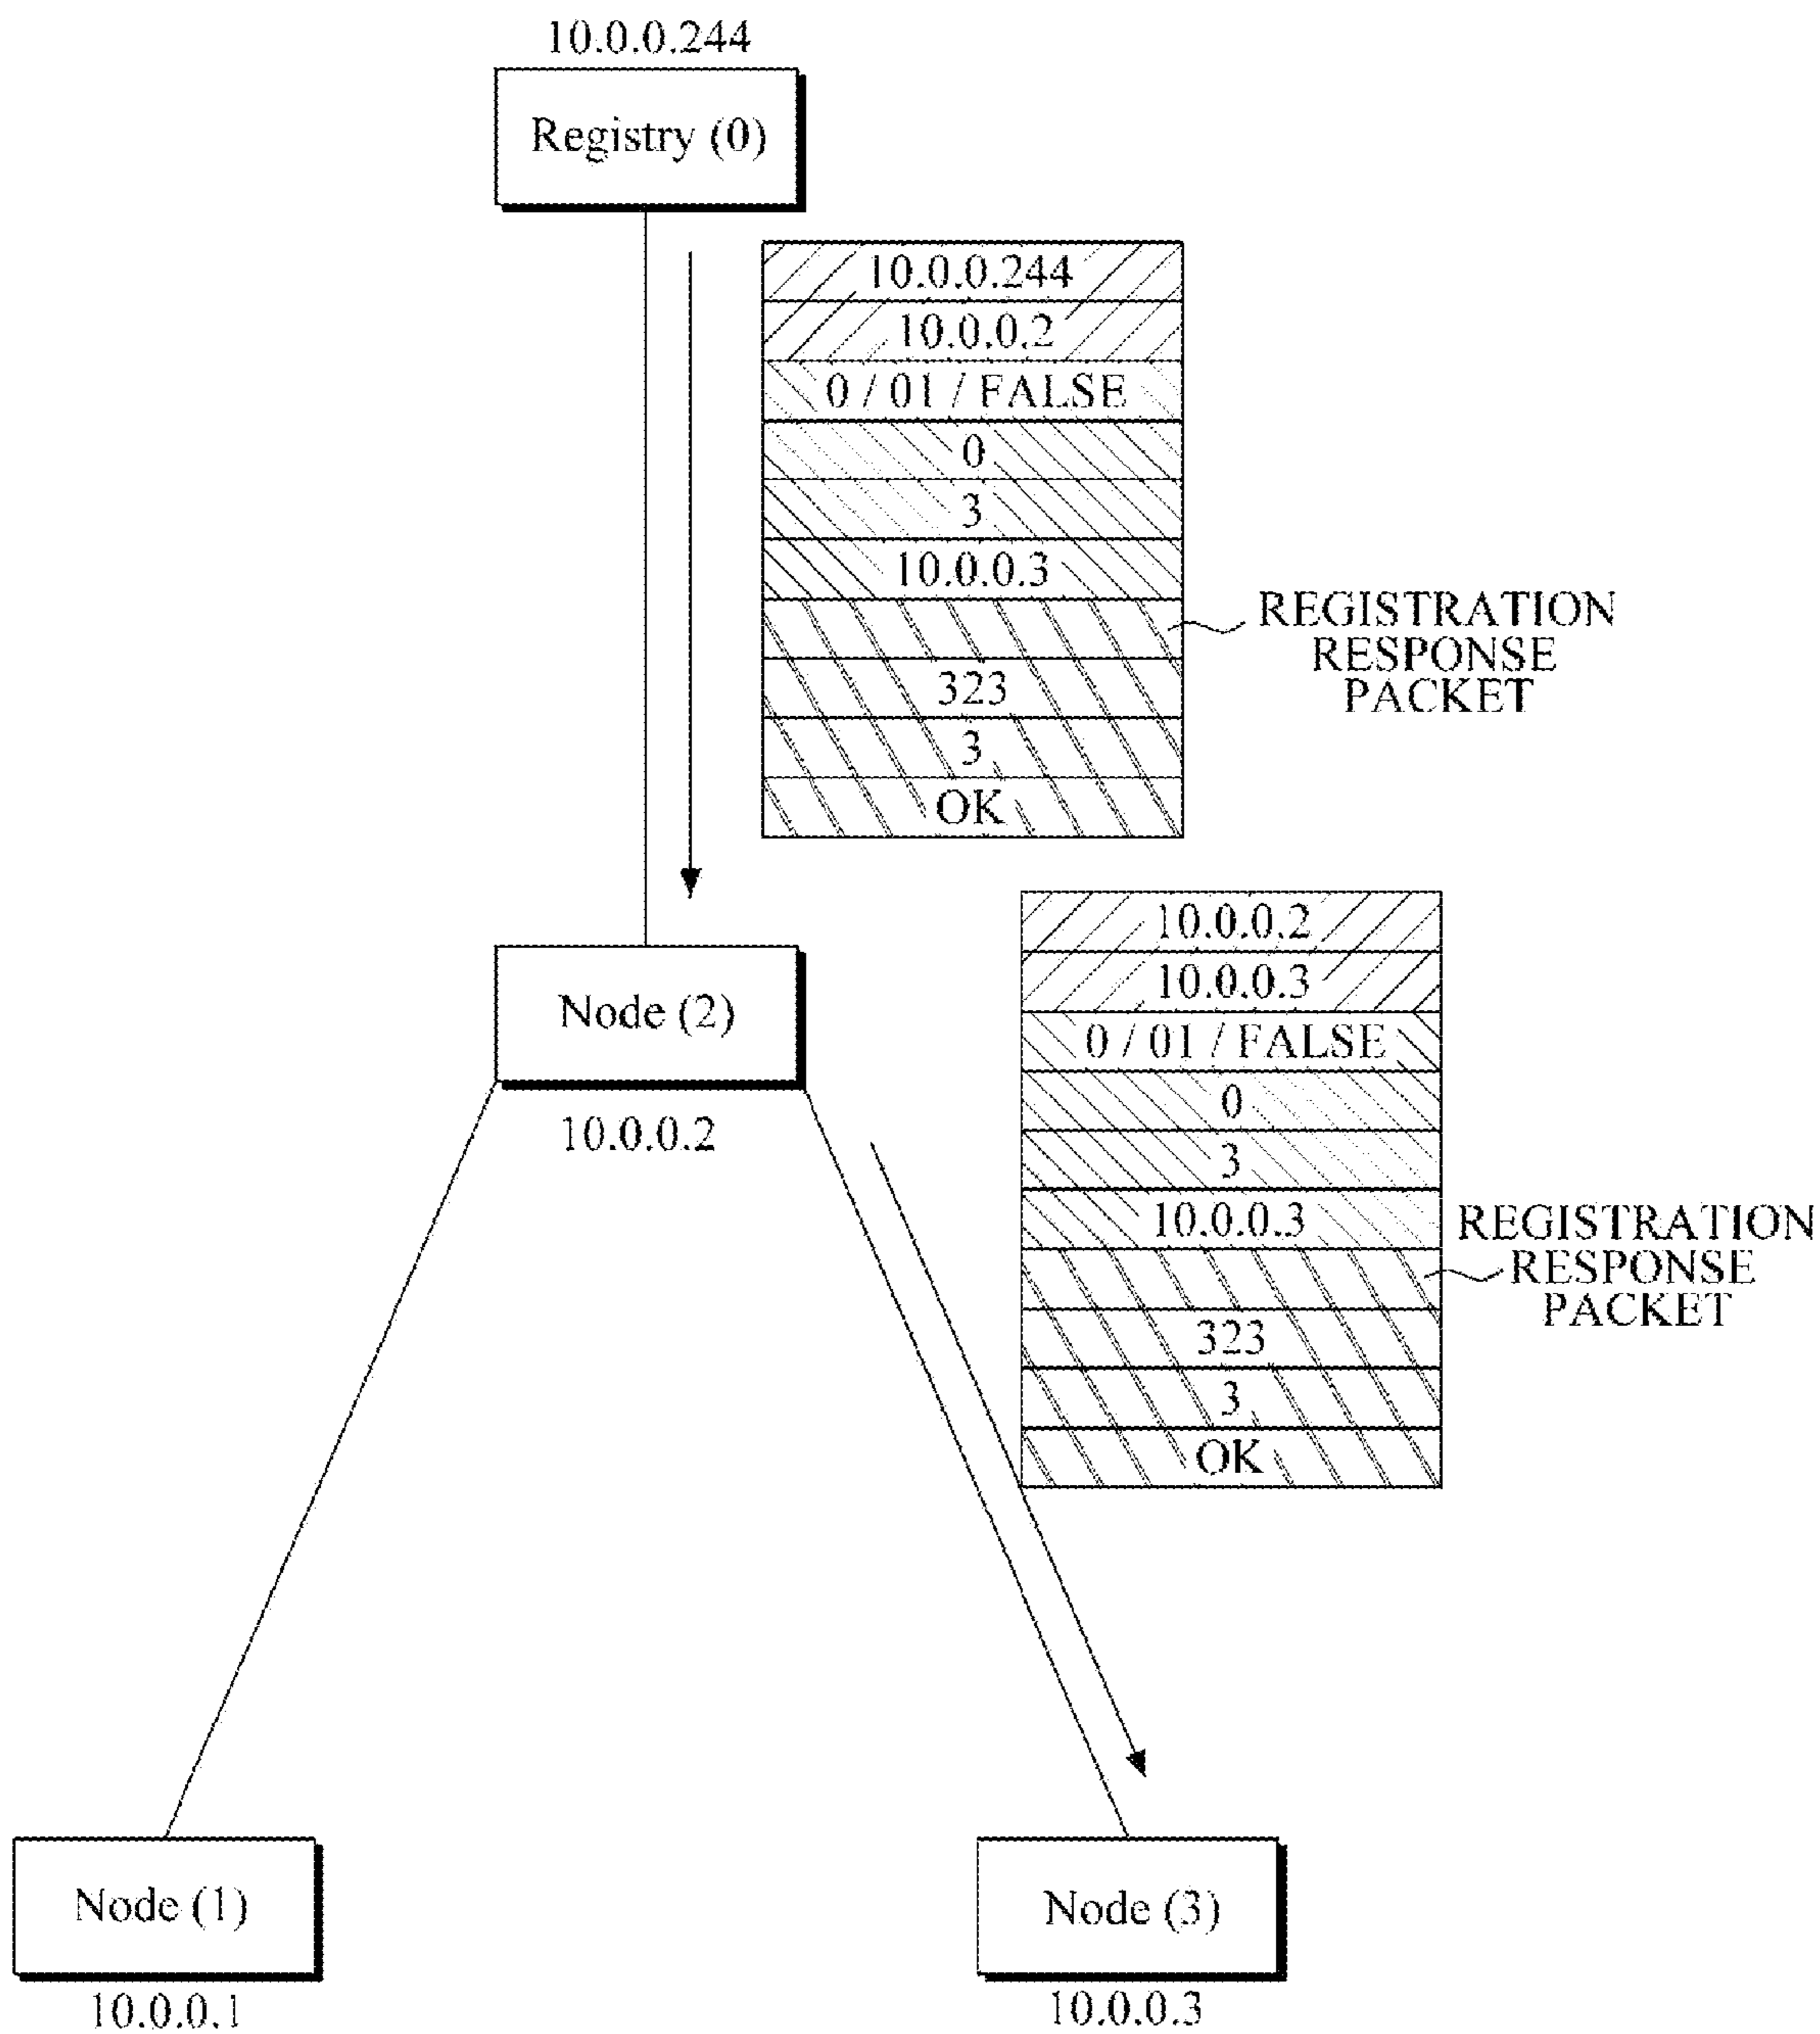 10.0.0.244
Registry (0)
10.0.0.244
10.0.0.2
0 / 01 / FALSE
0
3
10.0.0.3
REGISTRATION
RESPONSE
PACKET
323
3
OK
10.0.0.2
10.0.0.3
0 / 01 / FALSE
0
3
10.0.0.3
REGISTRATION
RESPONSE
PACKET
323
3
OK
Node (2)
10.0.0.2
Node (1)
10.0.0.1
Node (3)
10.0.0.3